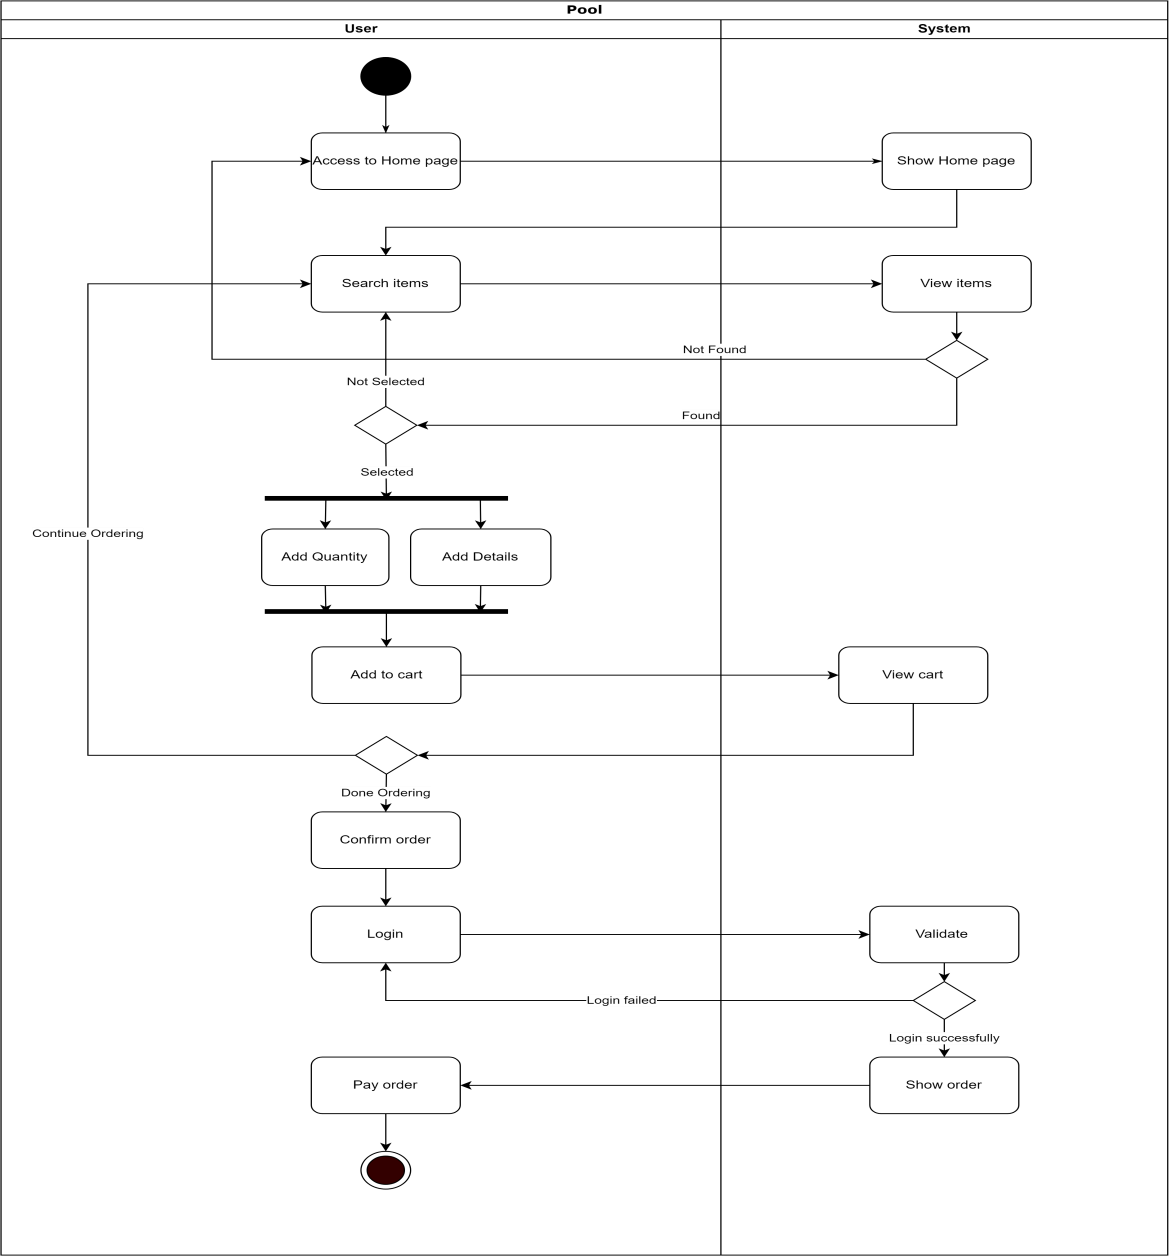 Pool
User
System
Access to Home page
Show Home page
Search items
View items
Not Found
Not Selected
Found
Selected
Continue Ordering
Add Quantity
Add Details
Add to cart
View cart
Done Ordering
Confirm order
Login
Validate
Login failed
Login successfully
Pay order
Show order